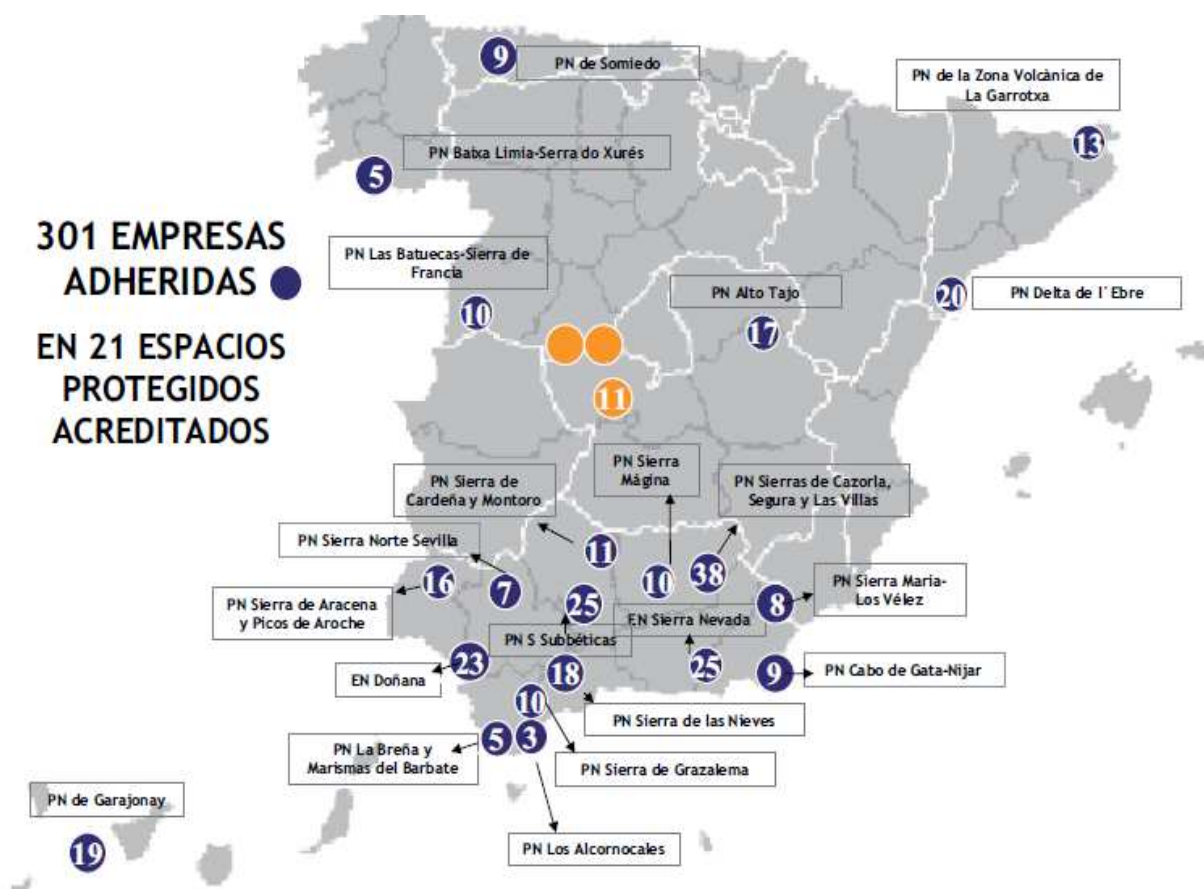 9
PN de Somiedo
PN de la Zona Volcànica de
La Garrotxa
13
PN Baixa Limia-Serra do Xurés
5
301 EMPRESAS
ADHERIDAS
EN 21 ESPACIOS
PROTEGIDOS
ACREDITADOS
PN Las Batuecas-Sierra de
Francia
10
PN Alto Tajo
17
20
PN Delta de l´Ebre
11
PN Sierra de
Cardeña y Montoro
PN Sierra
Mágina
PN Sierras de Cazorla,
Segura y Las Villas
PN Sierra Norte Sevilla
11
16
7
10
38
PN Sierra de Aracena
y Picos de Aroche
25
8
PN Sierra María-
Los Vélez
EN Sierra Nevada
PN S Subbéticas
EN Doñana
23
18
25
9
PN Cabo de Gata-Níjar
10
PN Sierra de las Nieves
5
3
PN La Breña y
Marismas del Barbate
PN Sierra de Grazalema
PN de Garajonay
19
PN Los Alcornocales